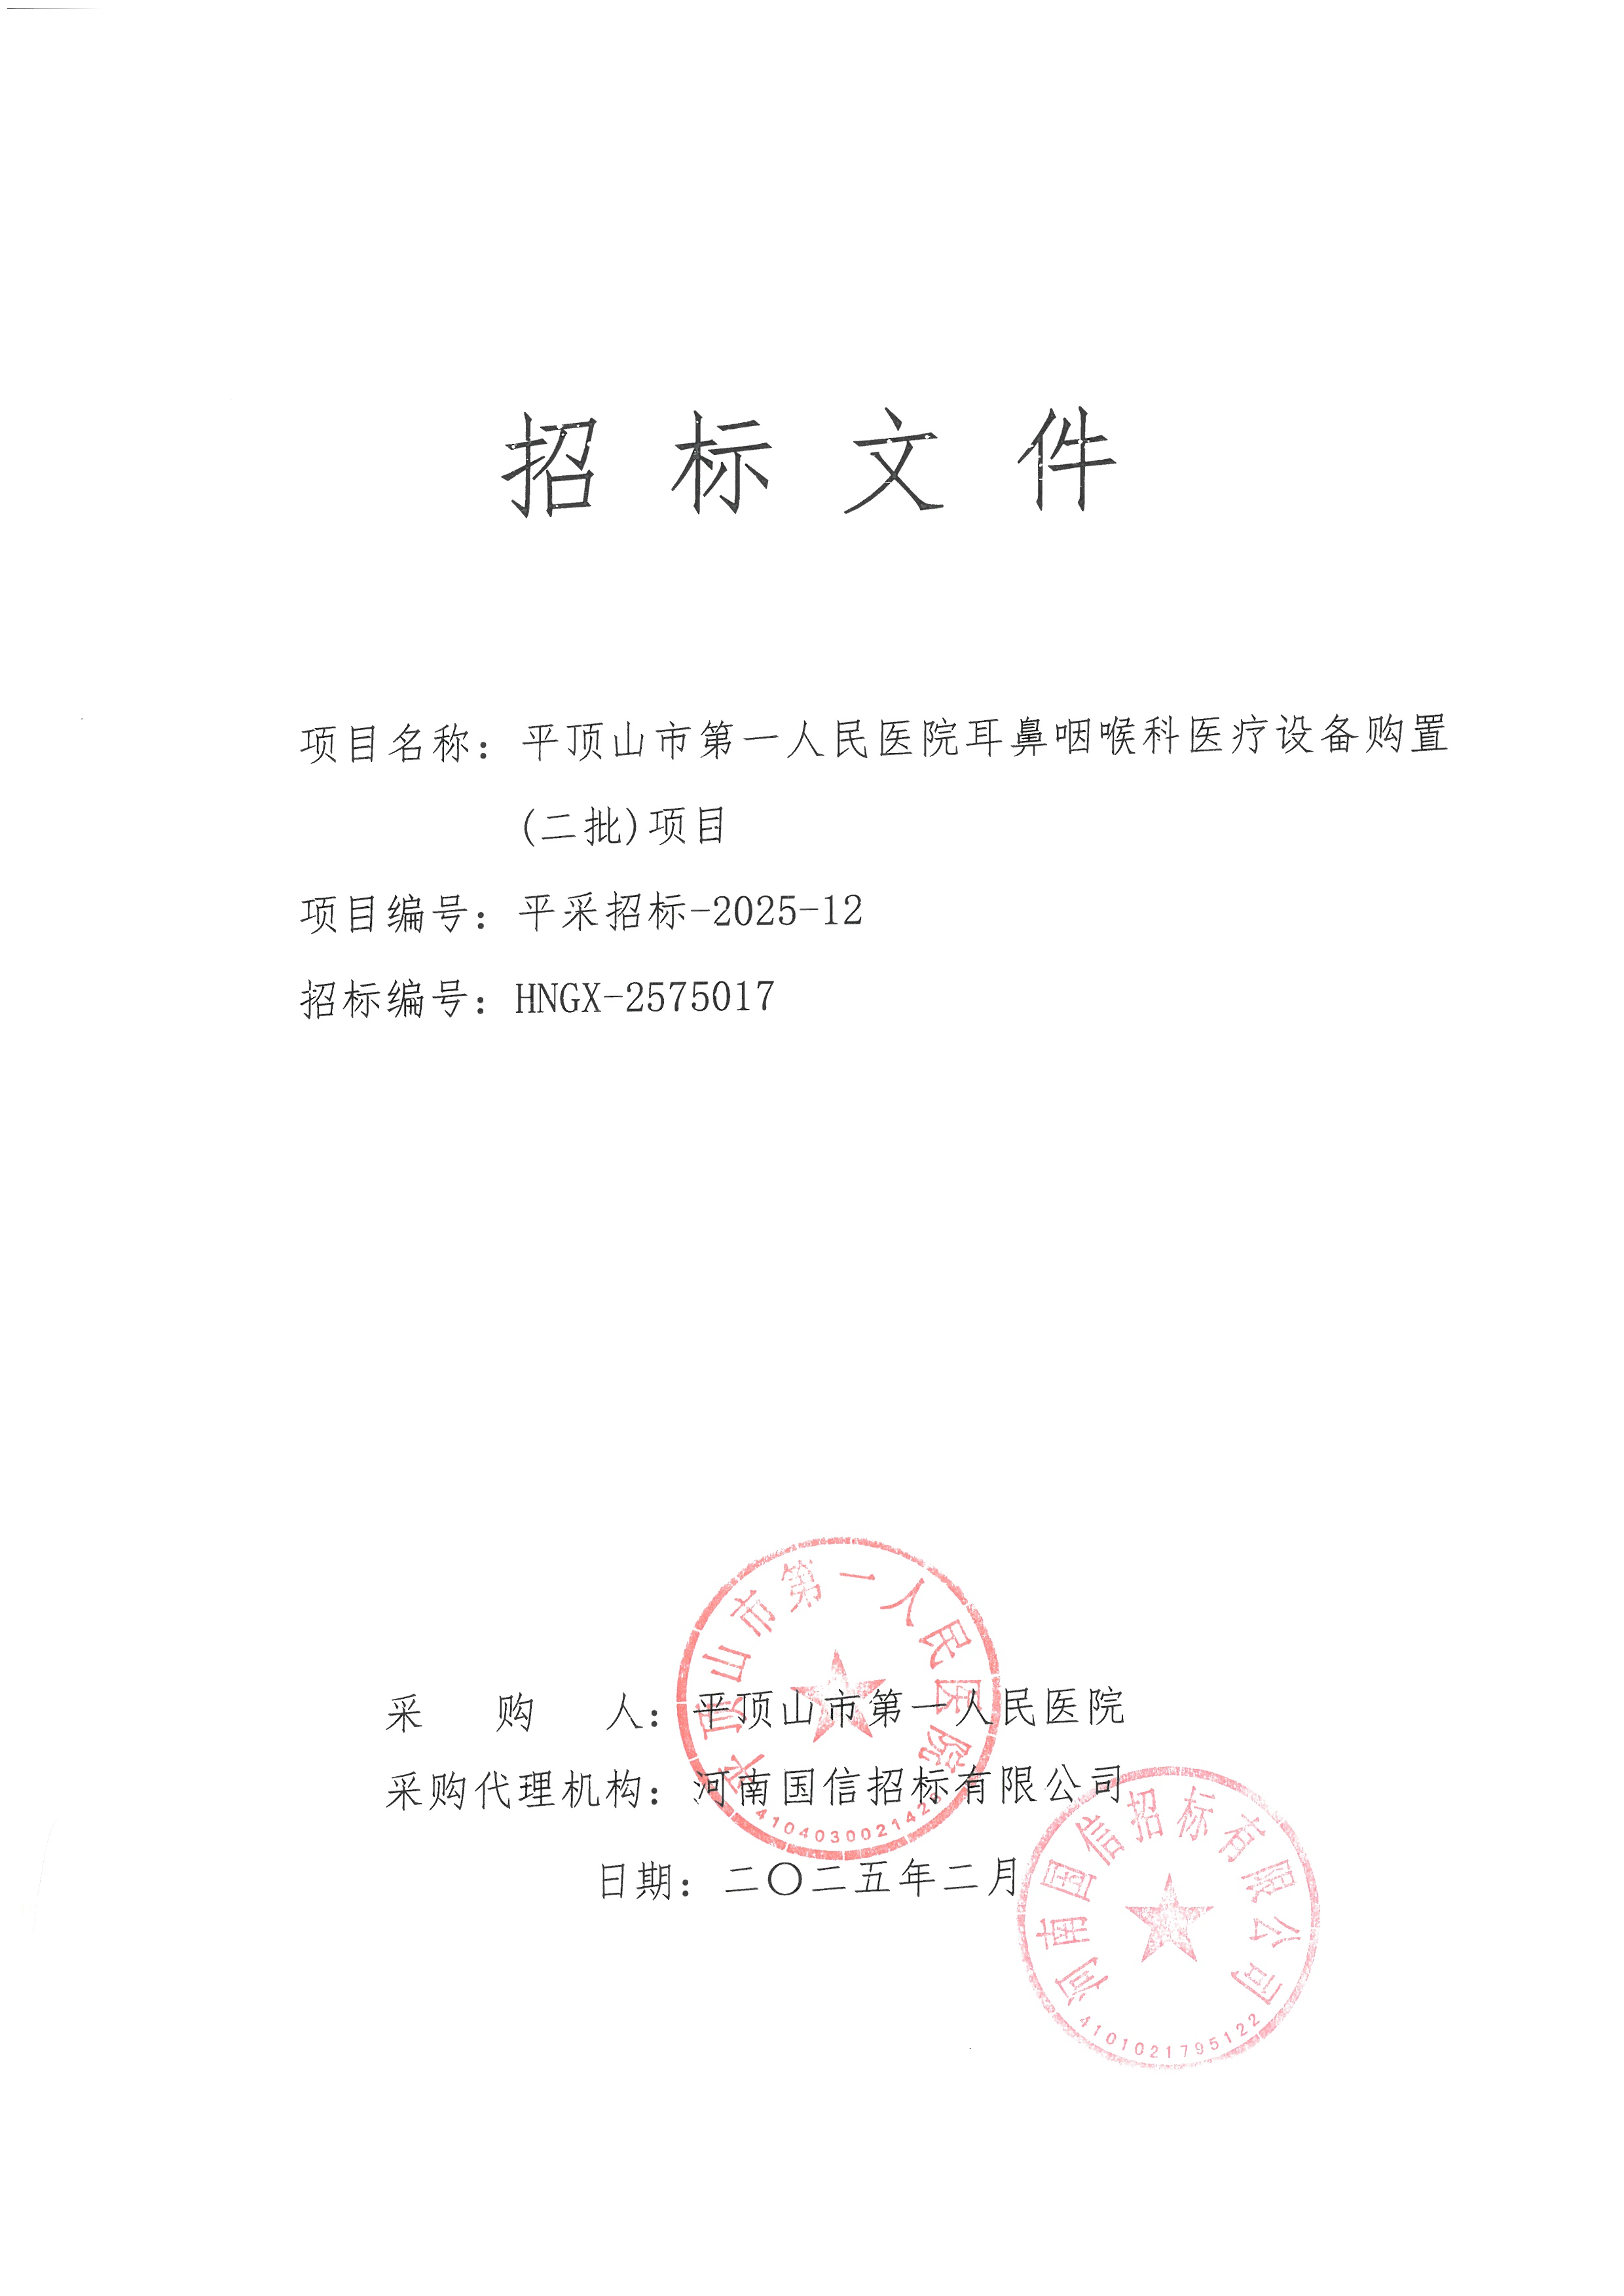 招标文件
项目名称：平顶山市第一人民医院耳鼻咽喉科医疗设备购置
(二批)项目
项目编号：平采招标-2025-12
招标编号：HNGX-2575017
采购人：平顶山市第一人民医院
采购代理机构：河南国信招标有限公司
日期：二〇二五年二月
平顶山市第一人民医院
河南国信招标有限公司
4101021795122